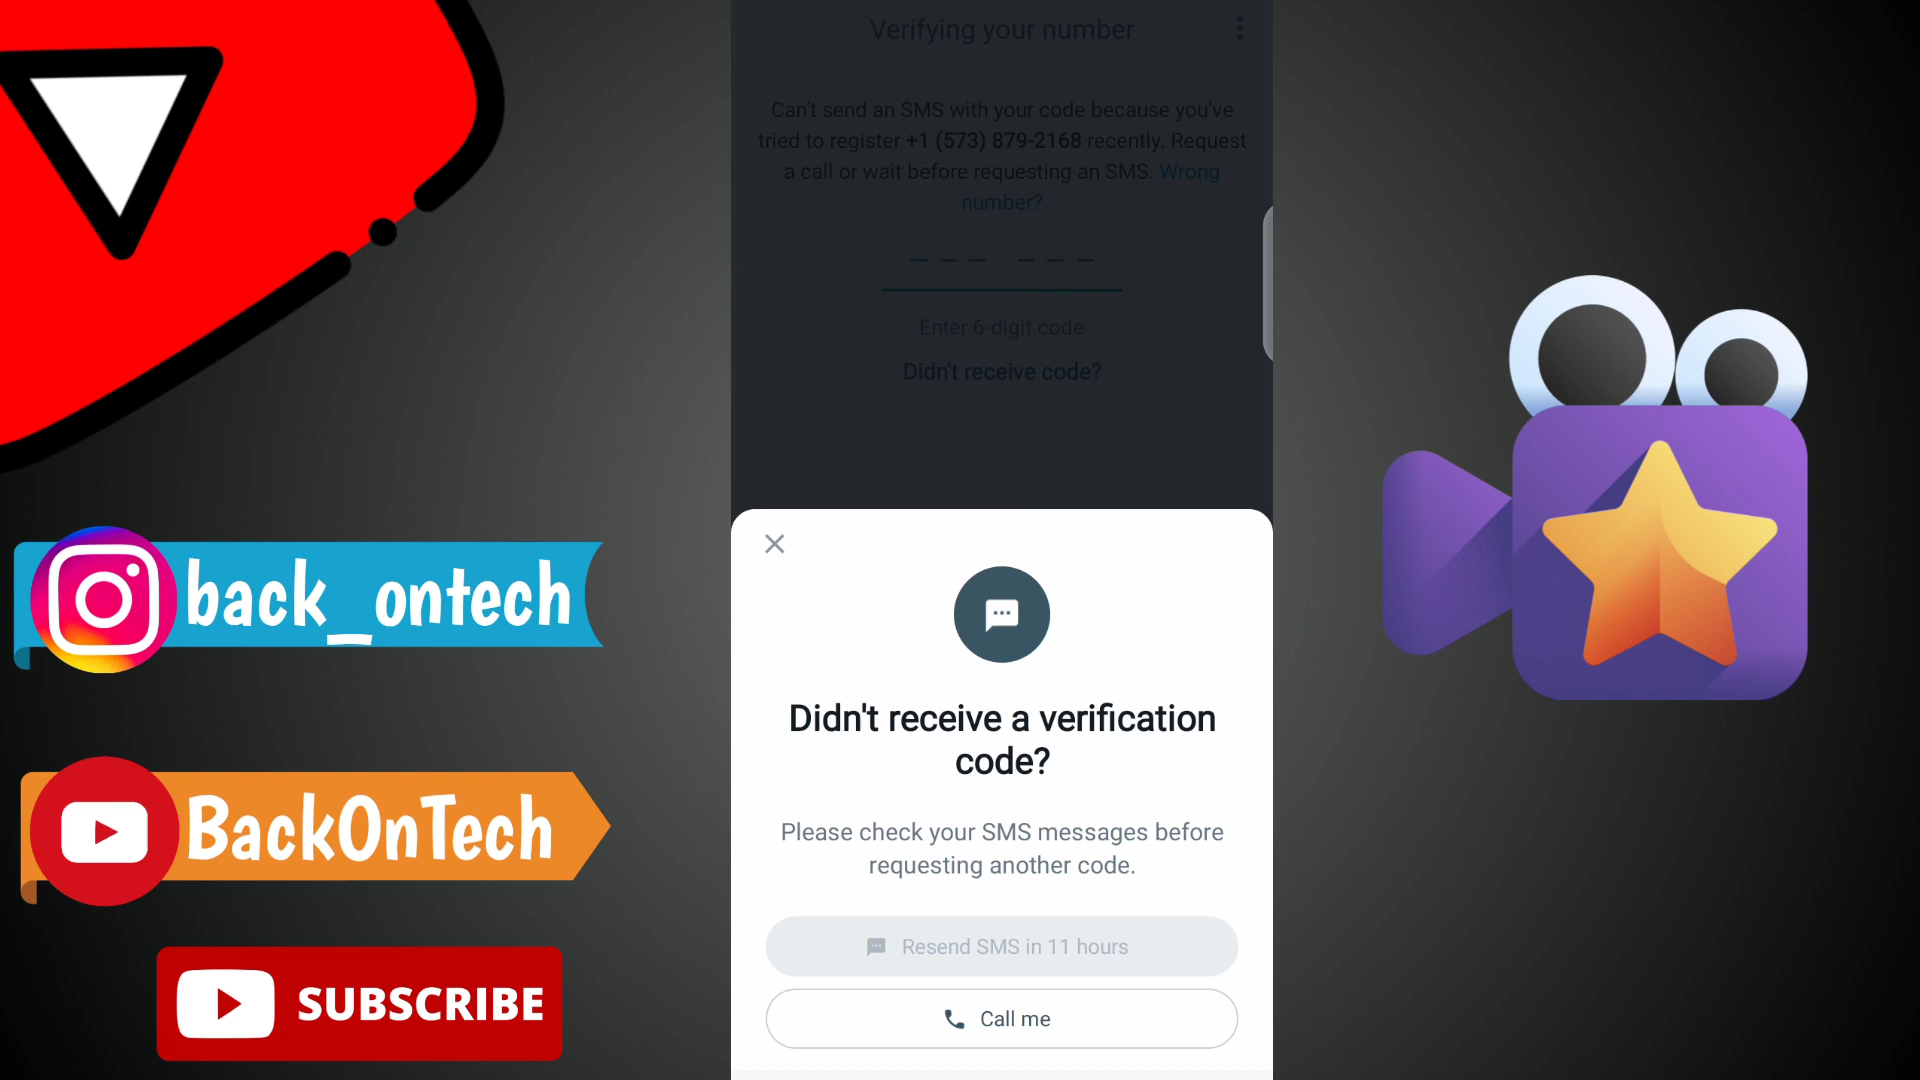 Verifying your number
Can't send an SMS with your code because you've
tried to register +1 (573) 879-2168 recently. Request
a call or wait before requesting an SMS. Wrong
number?
Enter 6-digit code
Didn't receive code?
Didn't receive a verification
code?
Please check your SMS messages before
requesting another code.
Resend SMS in 11 hours
Call me
back_ontech
BackOnTech
SUBSCRIBE